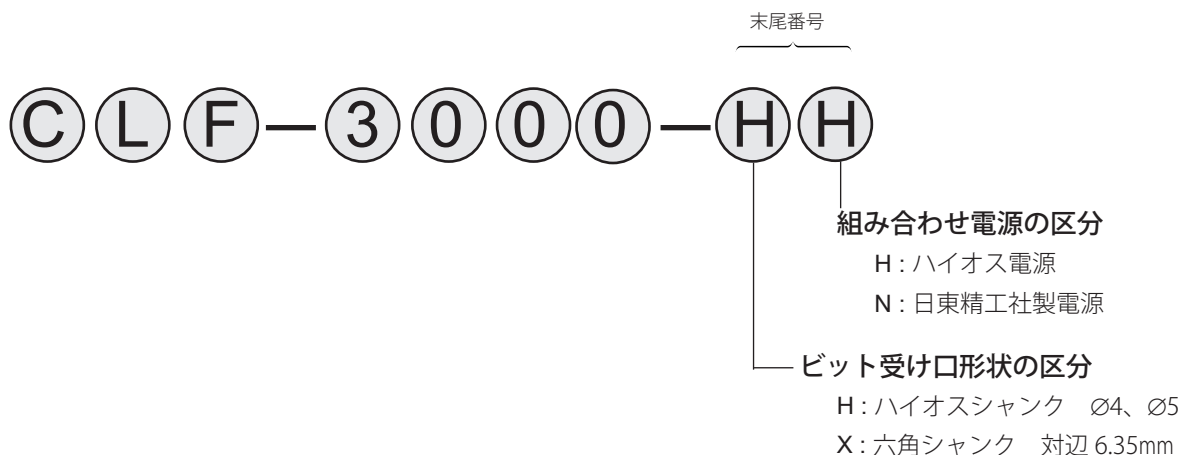 末尾番号
CLF-3000-HH
組み合わせ電源の区分
H : ハイオス電源
N : 日東精工社製電源
ビット受け口形状の区分
H : ハイオスシャンク　Ø4、Ø5
X : 六角シャンク　対辺 6.35mm